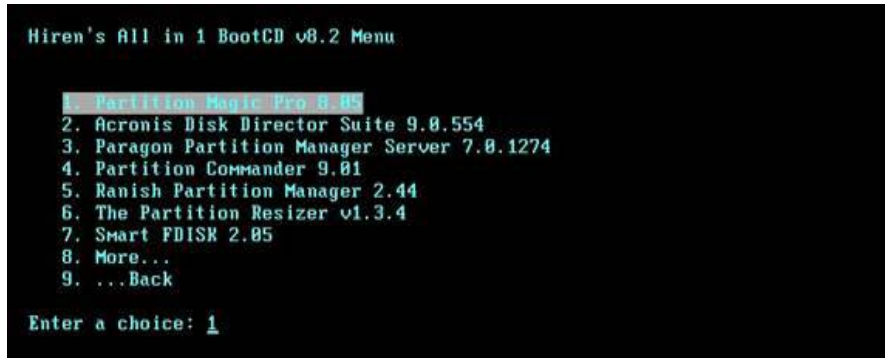 Hiren's All in 1 BootCD v8.2 Menu
1. Partition Magic Pro 8.05
2. Acronis Disk Director Suite 9.0.554
3. Paragon Partition Manager Server 7.0.1274
4. Partition Commander 9.01
5. Ranish Partition Manager 2.44
6. The Partition Resizer v1.3.4
7. Smart FDISK 2.05
8. More...
9. ...Back
Enter a choice: 1